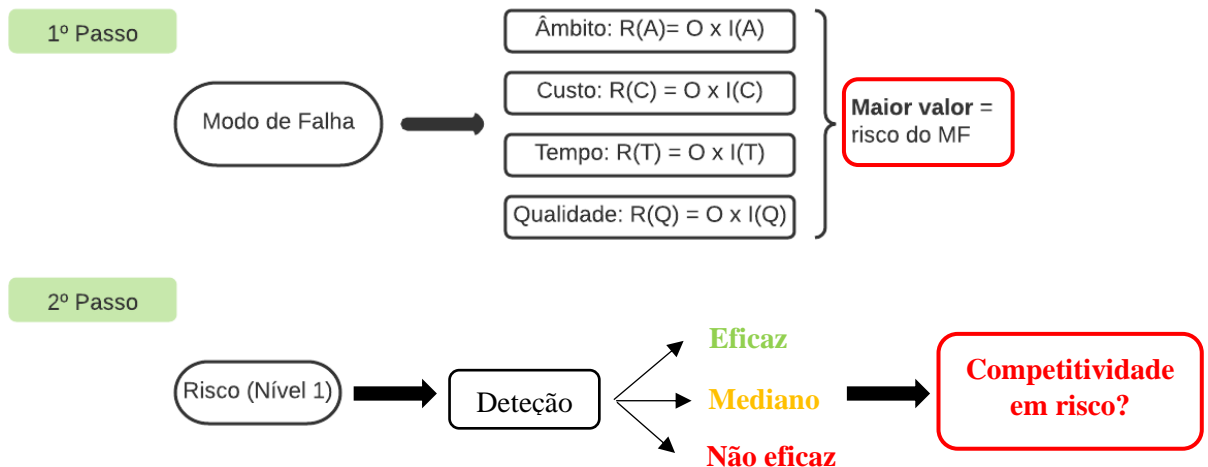 1º Passo
Modo de Falha
Âmbito: R(A)= O x I(A)
Custo: R(C) = O x I(C)
Tempo: R(T) = O x I(T)
Qualidade: R(Q) = O x I(Q)
Maior valor =
risco do MF
2º Passo
Risco (Nível 1)
Deteção
Eficaz
Mediano
Não eficaz
Competitividade
em risco?